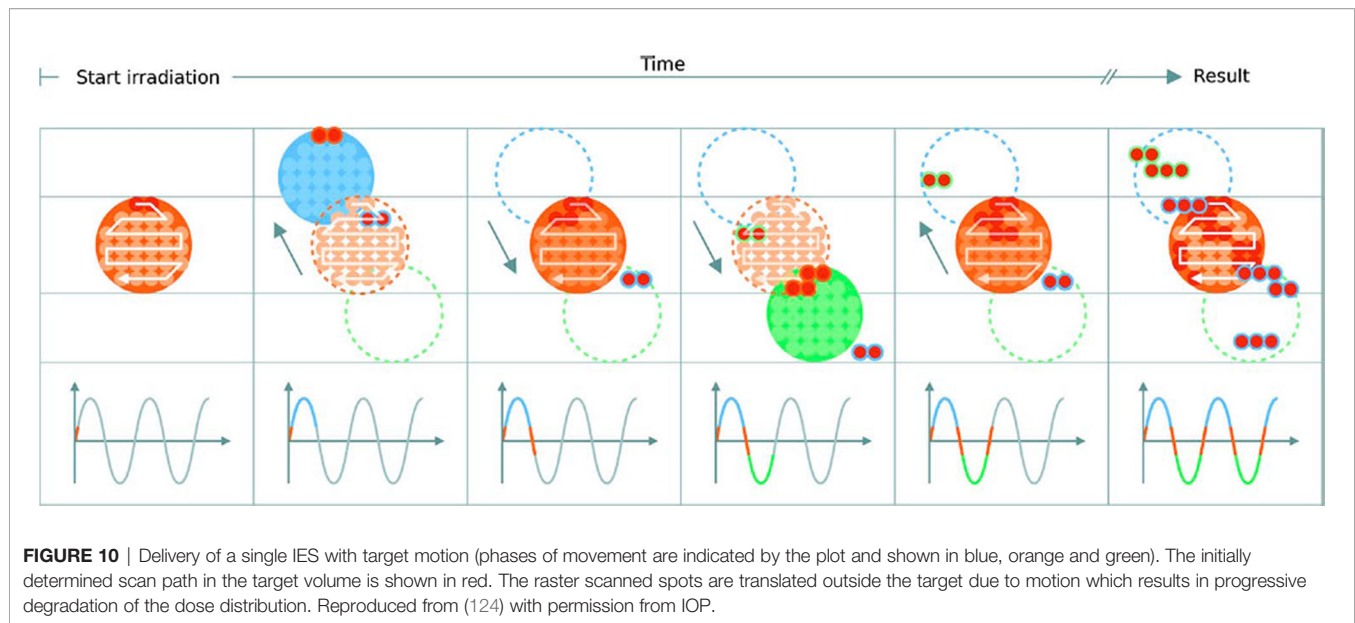 Start irradiation
Time
Result
FIGURE 10 | Delivery of a single IES with target motion (phases of movement are indicated by the plot and shown in blue, orange and green). The initially
determined scan path in the target volume is shown in red. The raster scanned spots are translated outside the target due to motion which results in progressive
degradation of the dose distribution. Reproduced from (124) with permission from IOP.